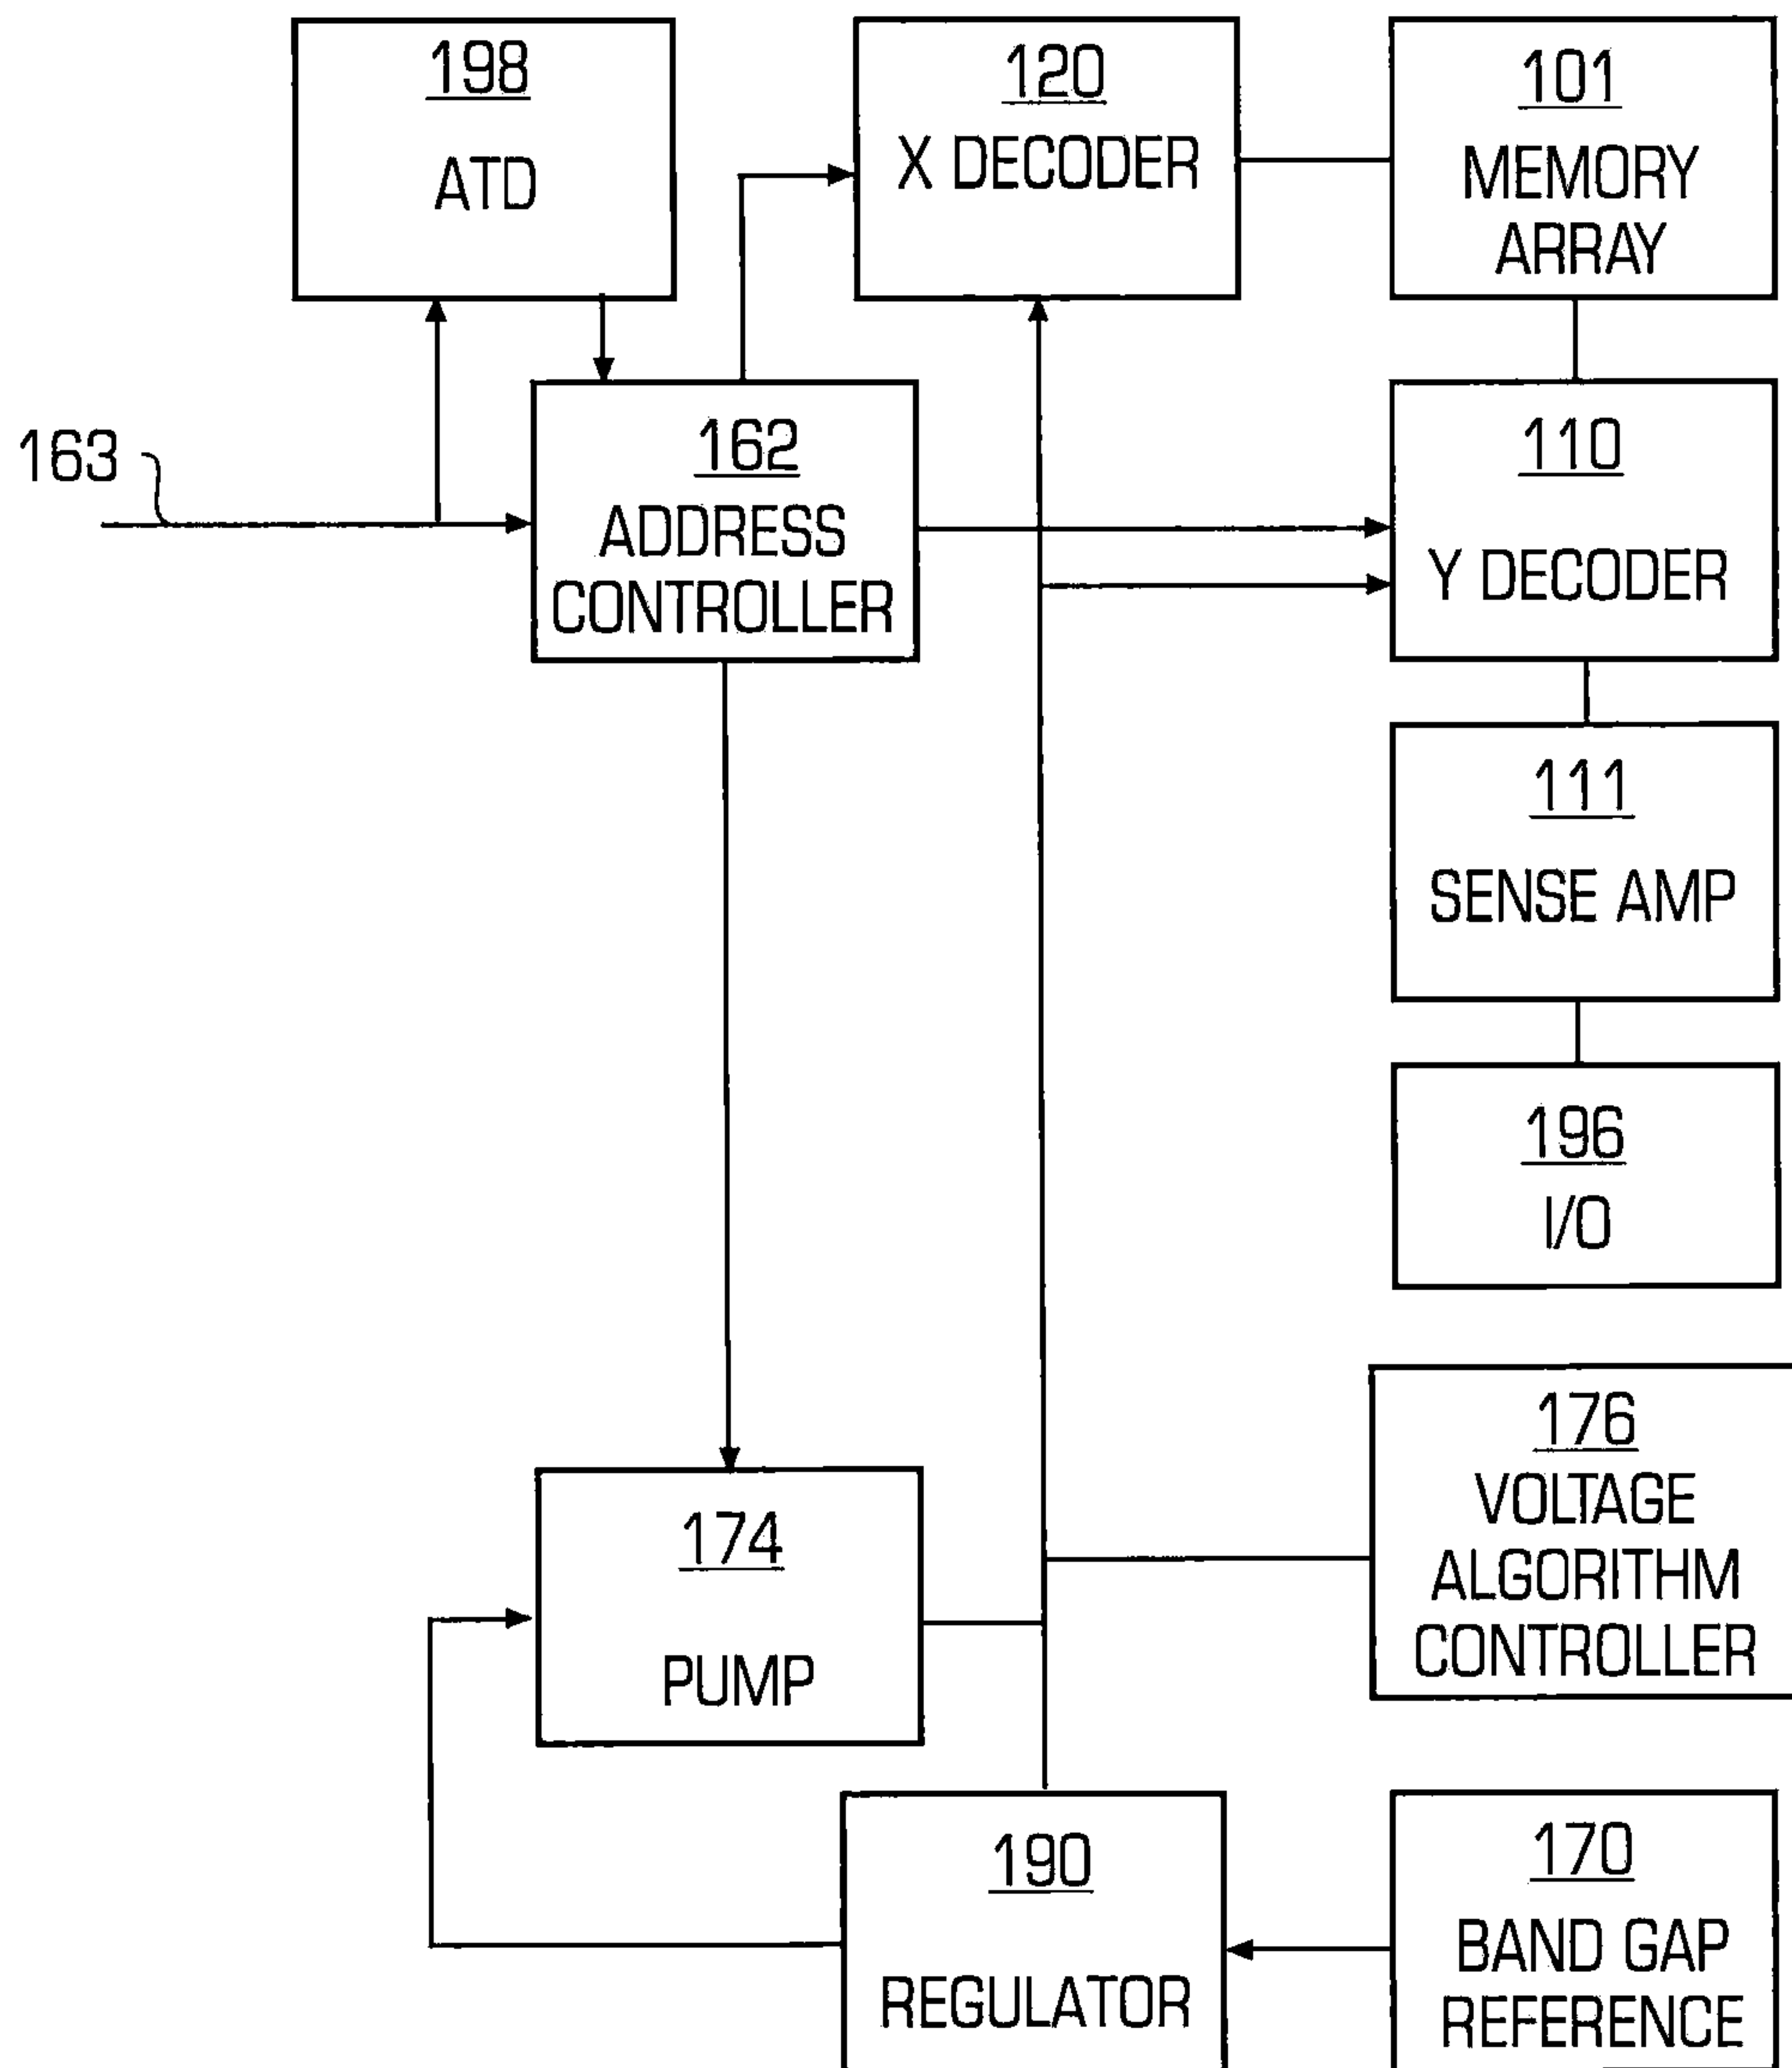 198
ATD
120
X DECODER
101
MEMORY
ARRAY
163
162
ADDRESS
CONTROLLER
110
Y DECODER
111
SENSE AMP
196
I/O
176
VOLTAGE
ALGORITHM
CONTROLLER
174
PUMP
190
REGULATOR
170
BAND GAP
REFERENCE